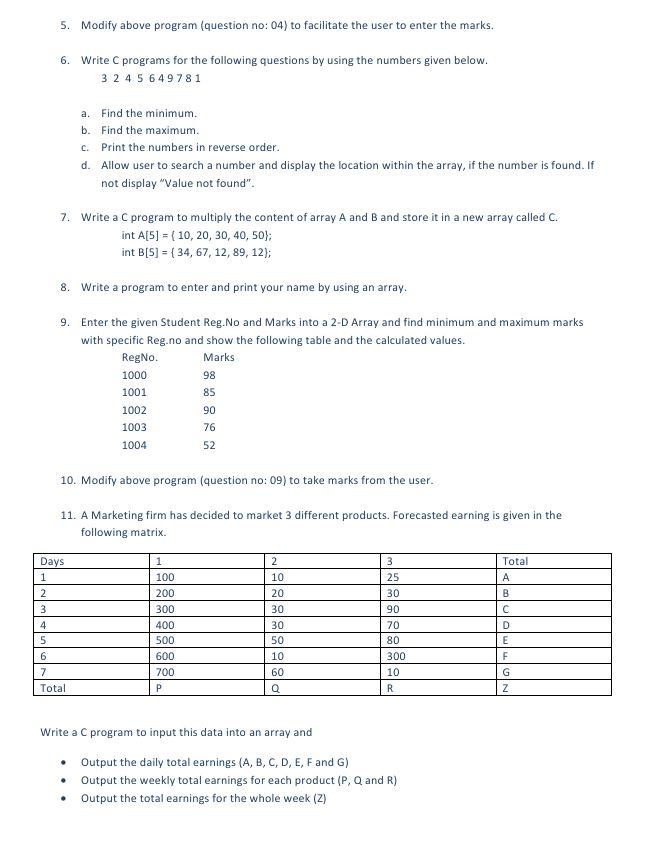 5. Modify above program (question no: 04) to facilitate the user to enter the marks.
6. Write C programs for the following questions by using the numbers given below.
3 2 4 5 6 4 9 7 8 1
a. Find the minimum.
b. Find the maximum.
c. Print the numbers in reverse order.
d. Allow user to search a number and display the location within the array, if the number is found. If
not display “Value not found”.
7. Write a C program to multiply the content of array A and B and store it in a new array called C.
int A[5] = { 10, 20, 30, 40, 50};
int B[5] = { 34, 67, 12, 89, 12};
8. Write a program to enter and print your name by using an array.
9. Enter the given Student Reg.No and Marks into a 2-D Array and find minimum and maximum marks
with specific Reg.no and show the following table and the calculated values.
RegNo. Marks
1000 98
1001 85
1002 90
1003 76
1004 52
10. Modify above program (question no: 09) to take marks from the user.
11. A Marketing firm has decided to market 3 different products. Forecasted earning is given in the
following matrix.
Days 1 2 3 Total
1 100 10 25 A
2 200 20 30 B
3 300 30 90 C
4 400 30 70 D
5 500 50 80 E
6 600 10 300 F
7 700 60 10 G
Total P Q R Z
Write a C program to input this data into an array and
• Output the daily total earnings (A, B, C, D, E, F and G)
• Output the weekly total earnings for each product (P, Q and R)
• Output the total earnings for the whole week (Z)